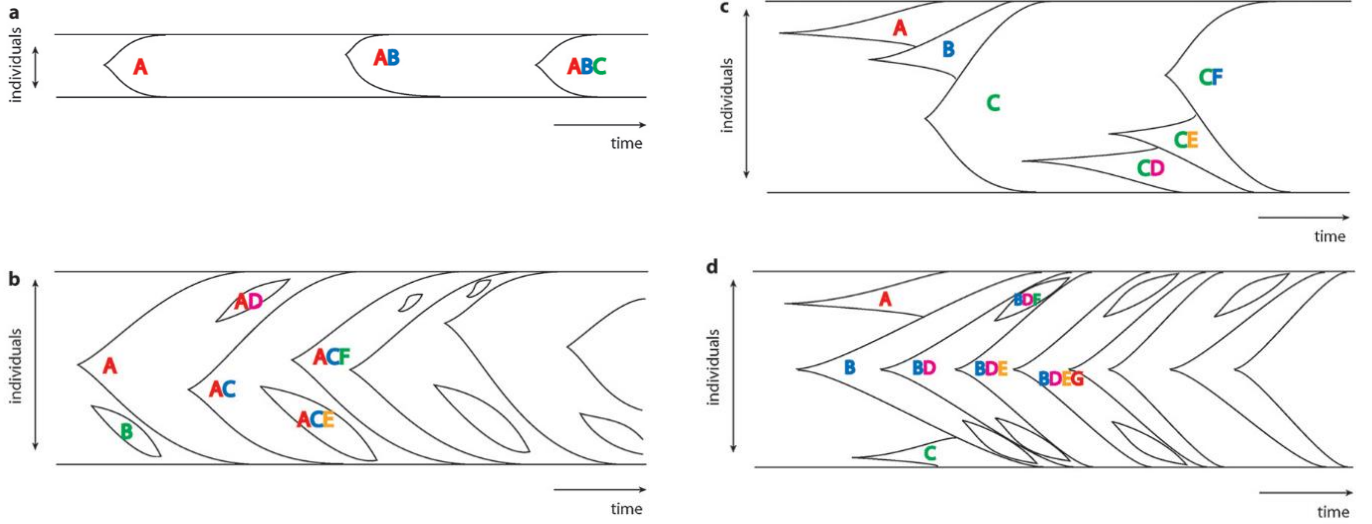 a
individuals
A
AB
ABC
time
b
individuals
A
B
AD
AC
ACF
ACE
time
c
individuals
A
B
C
CF
CE
CD
time
d
individuals
A
B
C
BD
BDF
BDE
BDEG
time